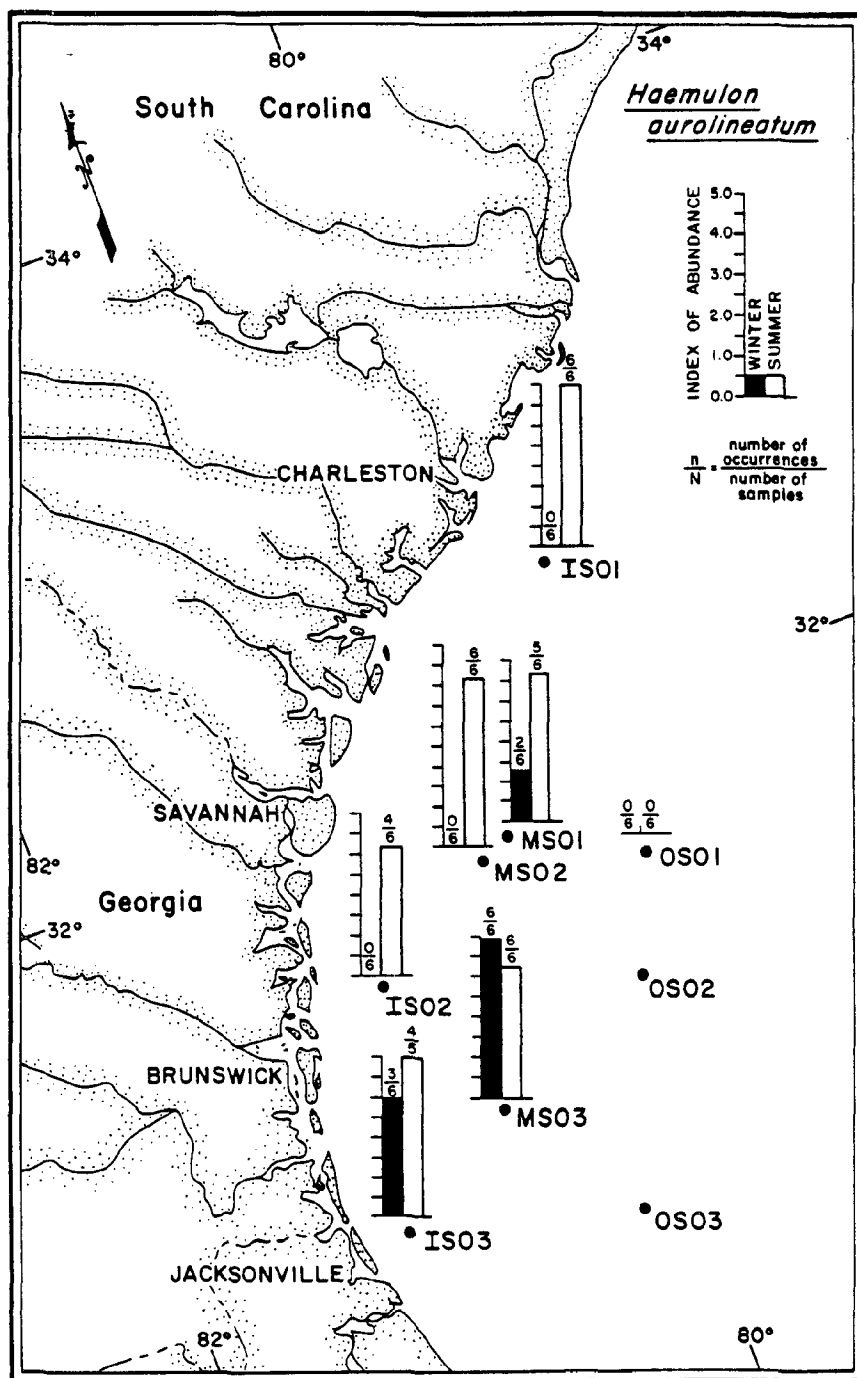 80°
34°
South Carolina
Haemulon
aurolineatum
N
34°
INDEX OF ABUNDANCE
5.0
4.0
3.0
2.0
1.0
0.0
WINTER
SUMMER
n/N = number of occurrences / number of samples
6/6
0/6
CHARLESTON
IS01
32°
6/6
0/6
5/6
2/6
MS01
MS02
SAVANNAH
0/6 0/6
OS01
82°
4/6
0/6
Georgia
32°
IS02
6/6
6/6
OS02
BRUNSWICK
MS03
3/6
4/5
IS03
OS03
JACKSONVILLE
82°
80°